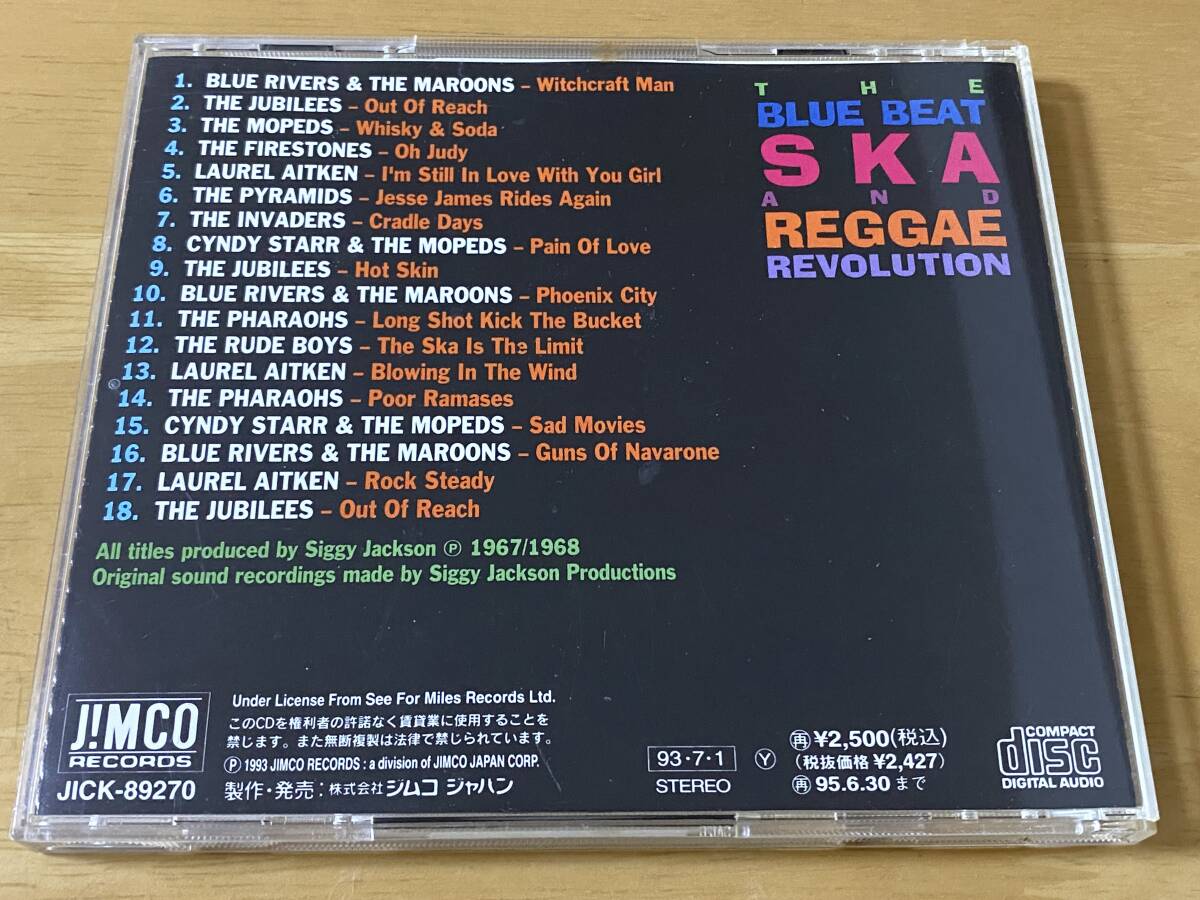 1. BLUE RIVERS & THE MAROONS – Witchcraft Man
2. THE JUBILEES – Out Of Reach
3. THE MOPEDS – Whisky & Soda
4. THE FIRESTONES – Oh Judy
5. LAUREL AITKEN – I'm Still In Love With You Girl
6. THE PYRAMIDS – Jesse James Rides Again
7. THE INVADERS – Cradle Days
8. CYNDY STARR & THE MOPEDS – Pain Of Love
9. THE JUBILEES – Hot Skin
10. BLUE RIVERS & THE MAROONS – Phoenix City
11. THE PHARAOHS – Long Shot Kick The Bucket
12. THE RUDE BOYS – The Ska Is The Limit
13. LAUREL AITKEN – Blowing In The Wind
14. THE PHARAOHS – Poor Ramases
15. CYNDY STARR & THE MOPEDS – Sad Movies
16. BLUE RIVERS & THE MAROONS – Guns Of Navarone
17. LAUREL AITKEN – Rock Steady
18. THE JUBILEES – Out Of Reach
All titles produced by Siggy Jackson ℗ 1967/1968
Original sound recordings made by Siggy Jackson Productions
THE
BLUE BEAT
SKA
AND
REGGAE
REVOLUTION
J!MCO
RECORDS
JICK-89270
Under License From See For Miles Records Ltd.
このCDを権利者の許諾なく賃貸業に使用することを
禁じます。また無断複製は法律で禁じられています。
℗ 1993 JIMCO RECORDS : a division of JIMCO JAPAN CORP.
製作・発売：株式会社 ジムコ ジャパン
93・7・1 Ⓨ
STEREO
㊢ ¥2,500(税込)
(税抜価格 ¥2,427)
㊢ 95.6.30 まで
COMPACT
disc
DIGITAL AUDIO